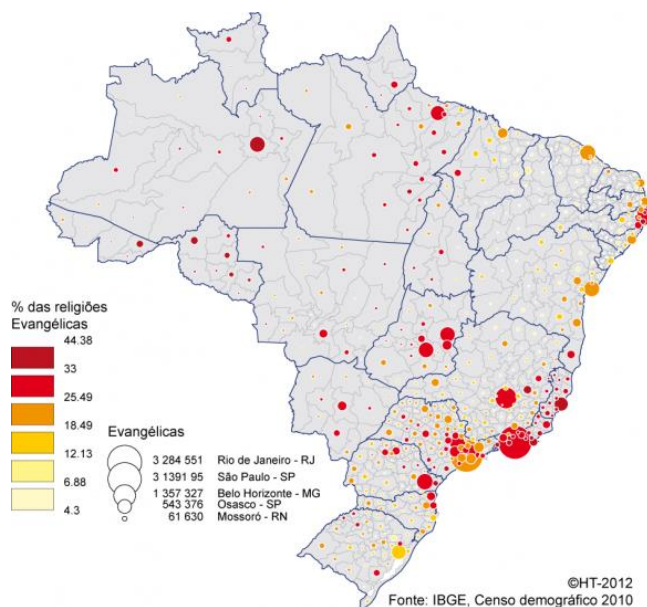 % das religiões
Evangélicas
44.38
33
25.49
18.49
12.13
6.88
4.3
Evangélicas
3 284 551 Rio de Janeiro - RJ
3 1391 95 São Paulo - SP
1 357 327 Belo Horizonte - MG
543 376 Osasco - SP
61 630 Mossoró - RN
©HT-2012
Fonte: IBGE, Censo demográfico 2010